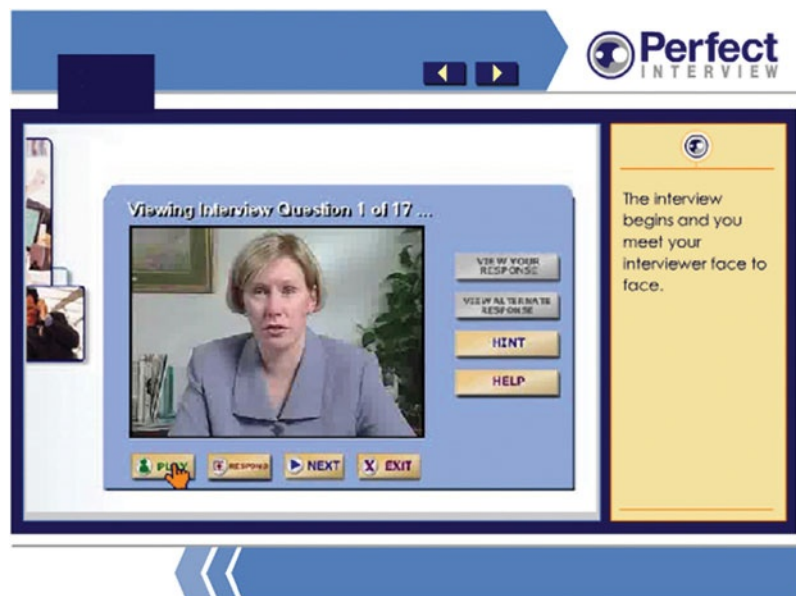 Perfect
INTERVIEW
The interview
begins and you
meet your
interviewer face to
face.
Viewing Interview Question 1 of 17 ...
VIEW YOUR
RESPONSE
VIEW ALTERNATE
RESPONSE
HINT
HELP
PLAY
RESPOND
NEXT
X EXIT